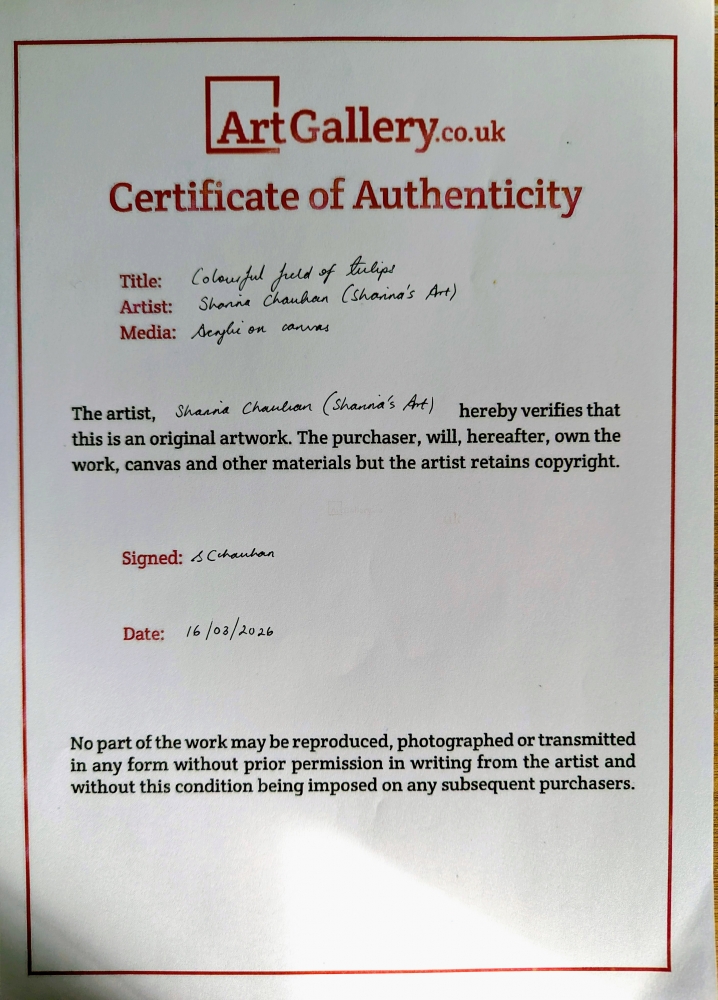 ArtGallery.co.uk
Certificate of Authenticity
Title: Colourful field of tulips
Artist: Shanna Chauhan (Shanna's Art)
Media: Acrylic on canvas
The artist, Shanna Chauhan (Shanna's Art) hereby verifies that
this is an original artwork. The purchaser, will, hereafter, own the
work, canvas and other materials but the artist retains copyright.
Signed: S Chauhan
Date: 16/03/2026
No part of the work may be reproduced, photographed or transmitted
in any form without prior permission in writing from the artist and
without this condition being imposed on any subsequent purchasers.